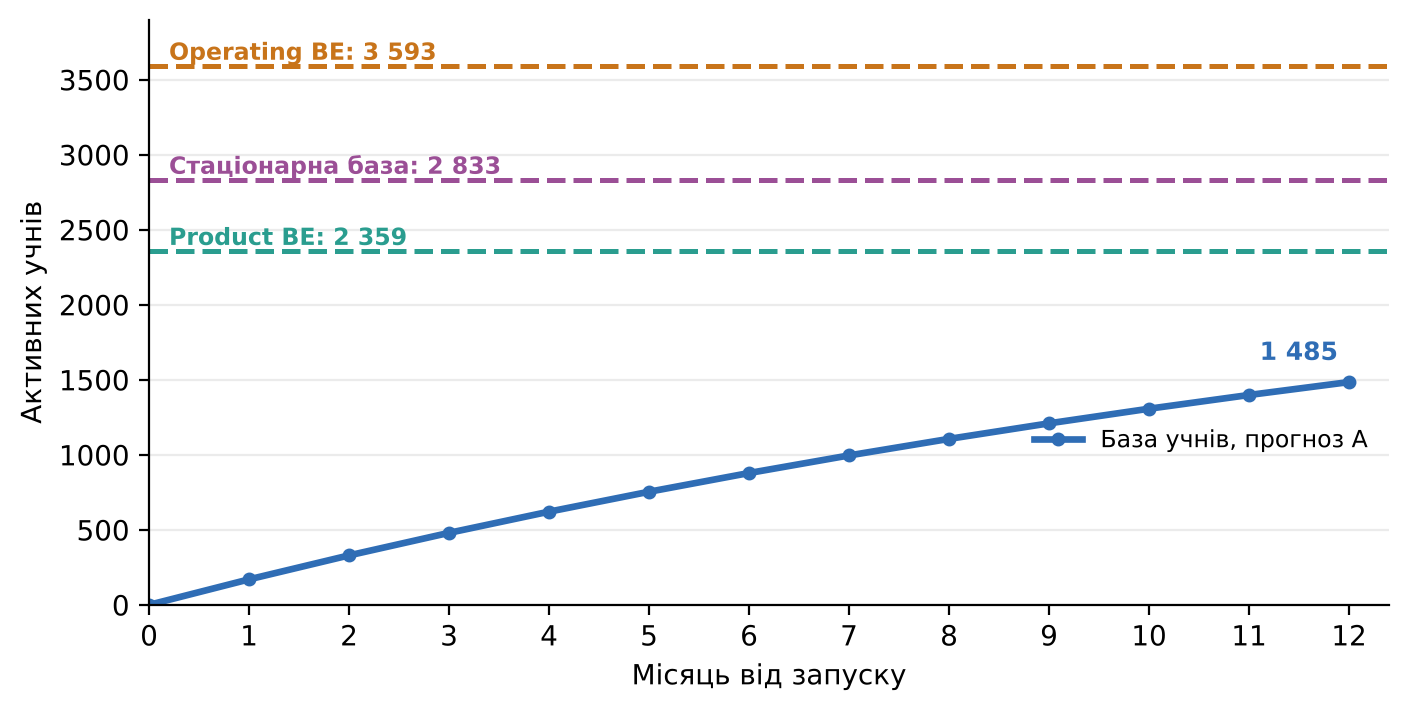 Operating BE: 3 593
3500
Стаціонарна база: 2 833
3000
Product BE: 2 359
2500
2000
1 485
1500
База учнів, прогноз А
1000
500
0
Активних учнів
0 1 2 3 4 5 6 7 8 9 10 11 12
Місяць від запуску